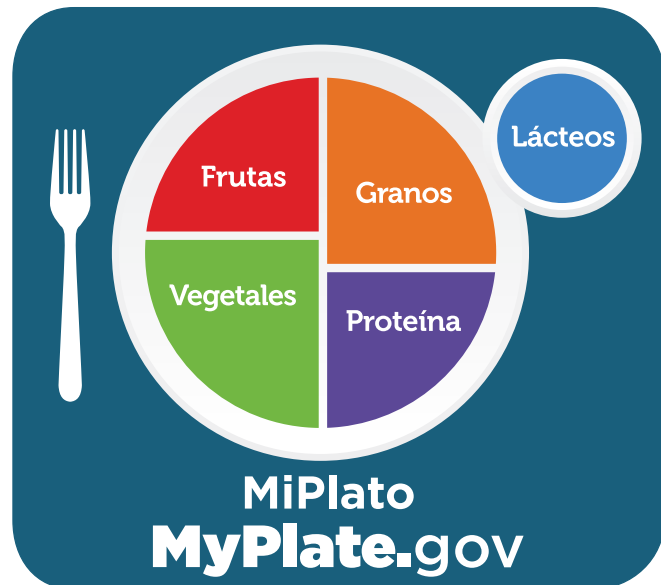 Frutas
Granos
Lácteos
Vegetales
Proteína
MiPlato
MyPlate.gov